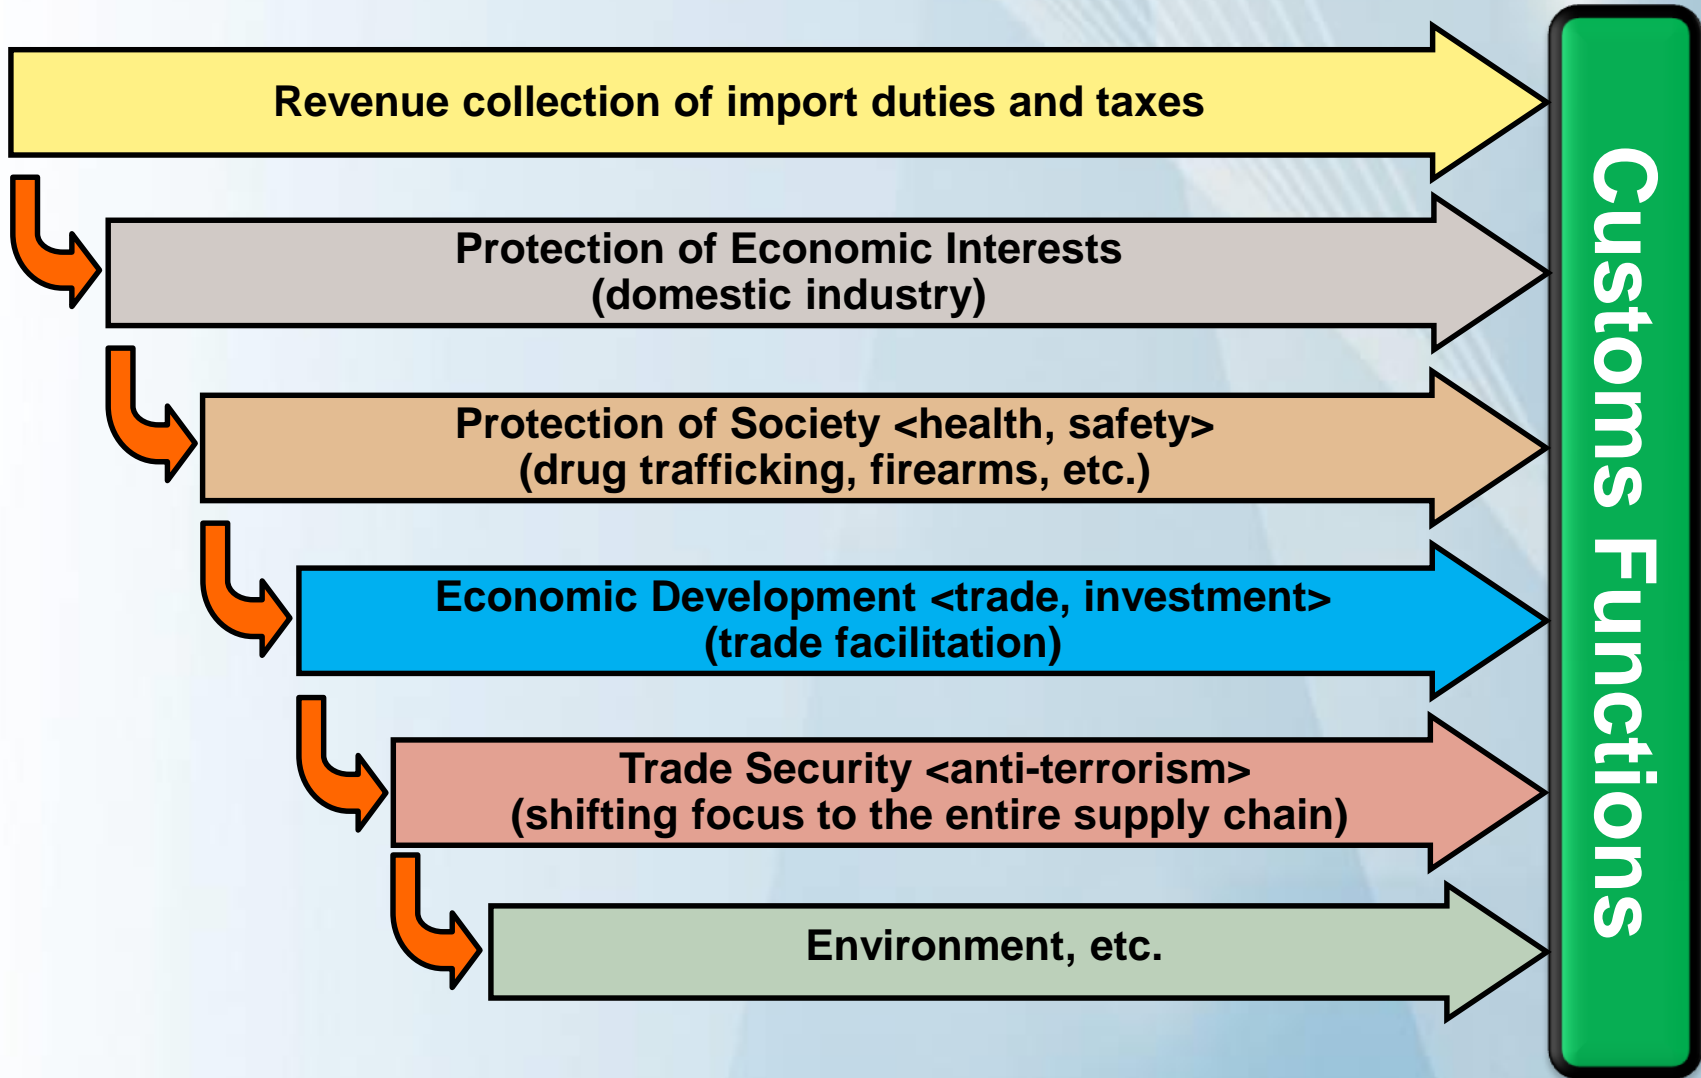 Revenue collection of import duties and taxes
Protection of Economic Interests
(domestic industry)
Protection of Society <health, safety>
(drug trafficking, firearms, etc.)
Economic Development <trade, investment>
(trade facilitation)
Trade Security <anti-terrorism>
(shifting focus to the entire supply chain)
Environment, etc.
Customs Functions